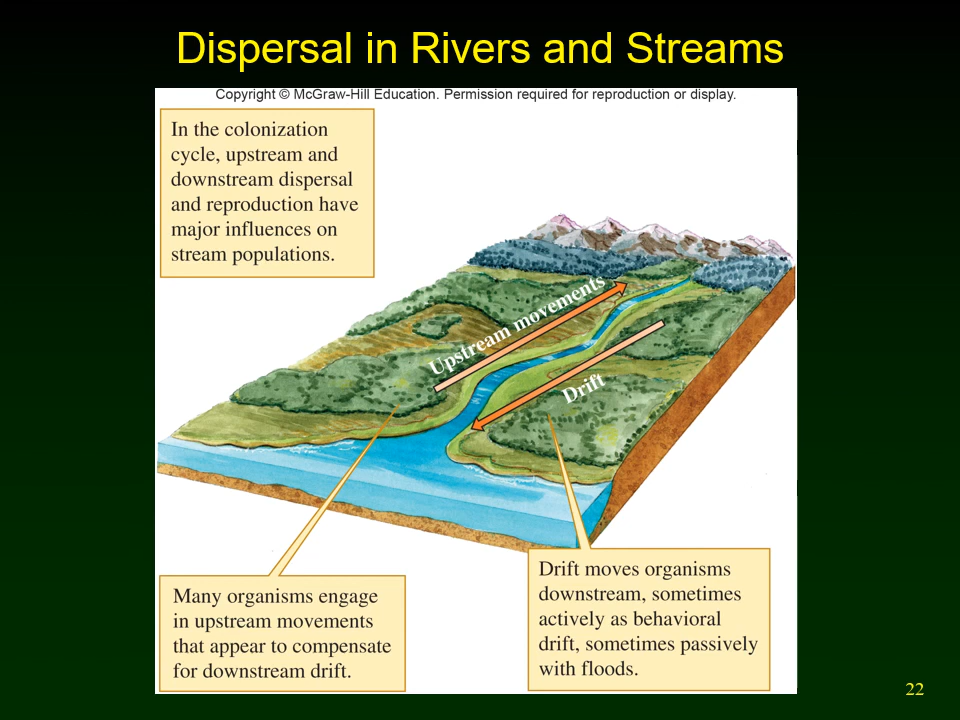 Dispersal in Rivers and Streams
Copyright © McGraw-Hill Education. Permission required for reproduction or display.
In the colonization
cycle, upstream and
downstream dispersal
and reproduction have
major influences on
stream populations.
Upstream movements
Drift
Many organisms engage
in upstream movements
that appear to compensate
for downstream drift.
Drift moves organisms
downstream, sometimes
actively as behavioral
drift, sometimes passively
with floods.
22